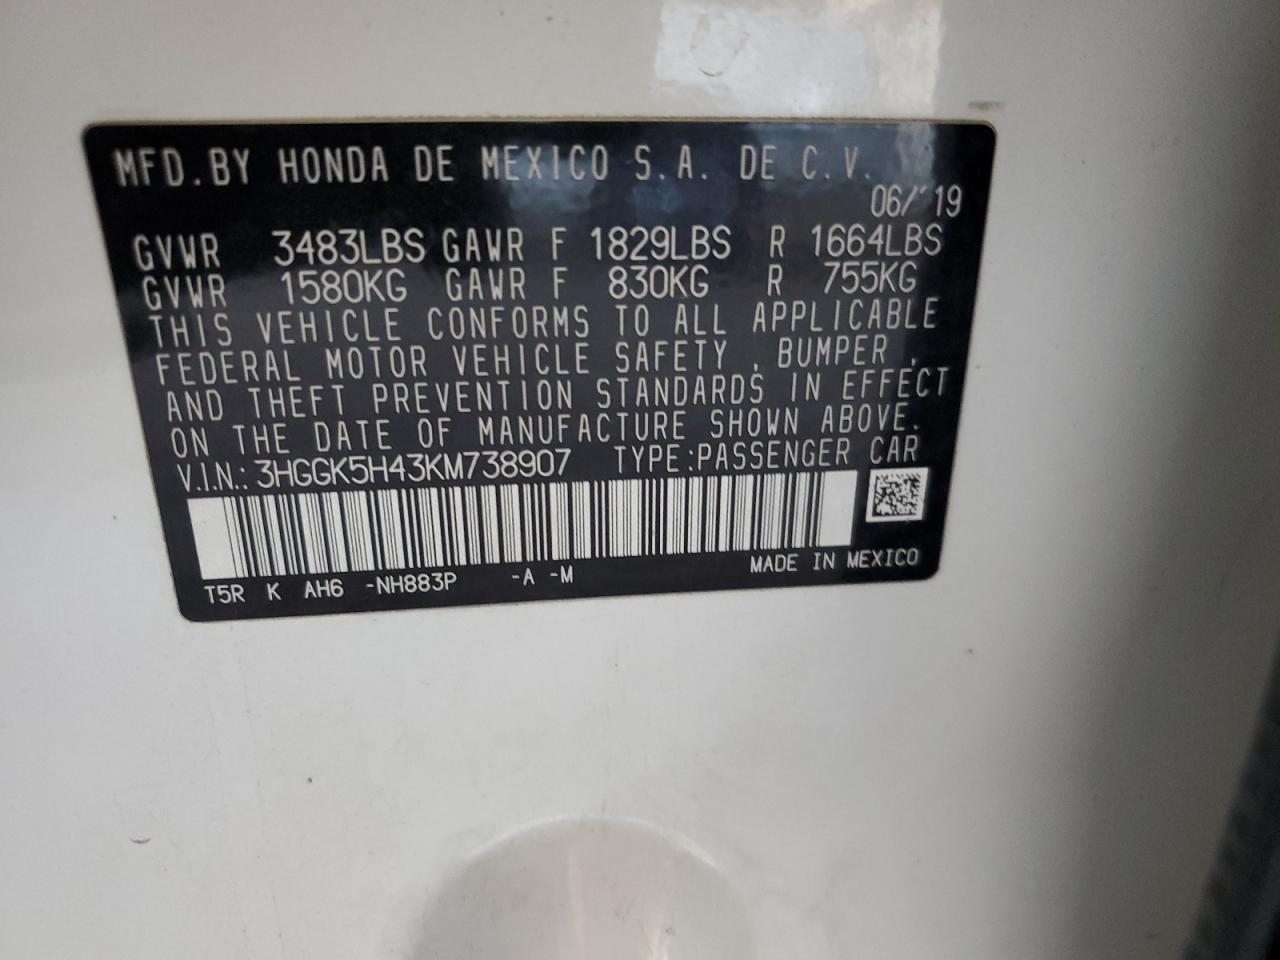 MFD.BY HONDA DE MEXICO S.A. DE C.V.
06/19
GVWR 3483LBS GAWR F 1829LBS R 1664LBS
GVWR 1580KG GAWR F 830KG R 755KG
THIS VEHICLE CONFORMS TO ALL APPLICABLE
FEDERAL MOTOR VEHICLE SAFETY, BUMPER,
AND THEFT PREVENTION STANDARDS IN EFFECT
ON THE DATE OF MANUFACTURE SHOWN ABOVE.
V.I.N.: 3HGGK5H43KM738907 TYPE:PASSENGER CAR
MADE IN MEXICO
T5R K AH6 -NH883P -A -M